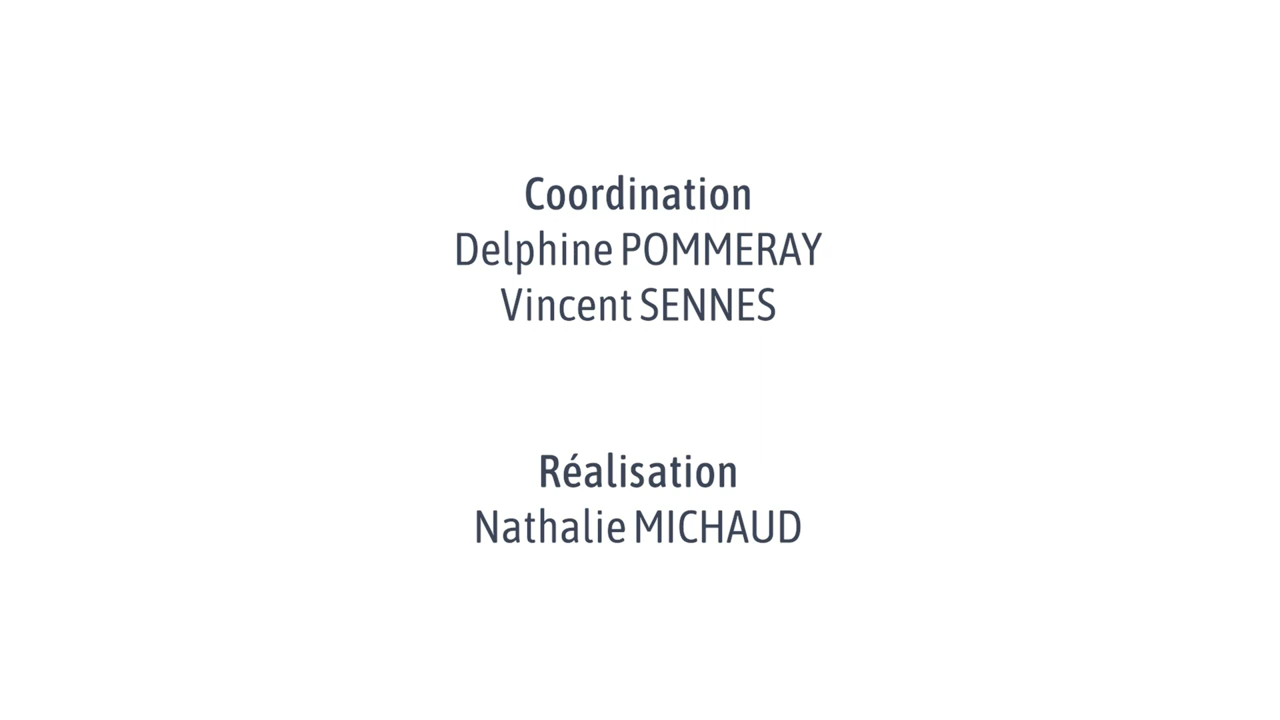 Coordination
Delphine POMMERAY
Vincent SENNES
Réalisation
Nathalie MICHAUD